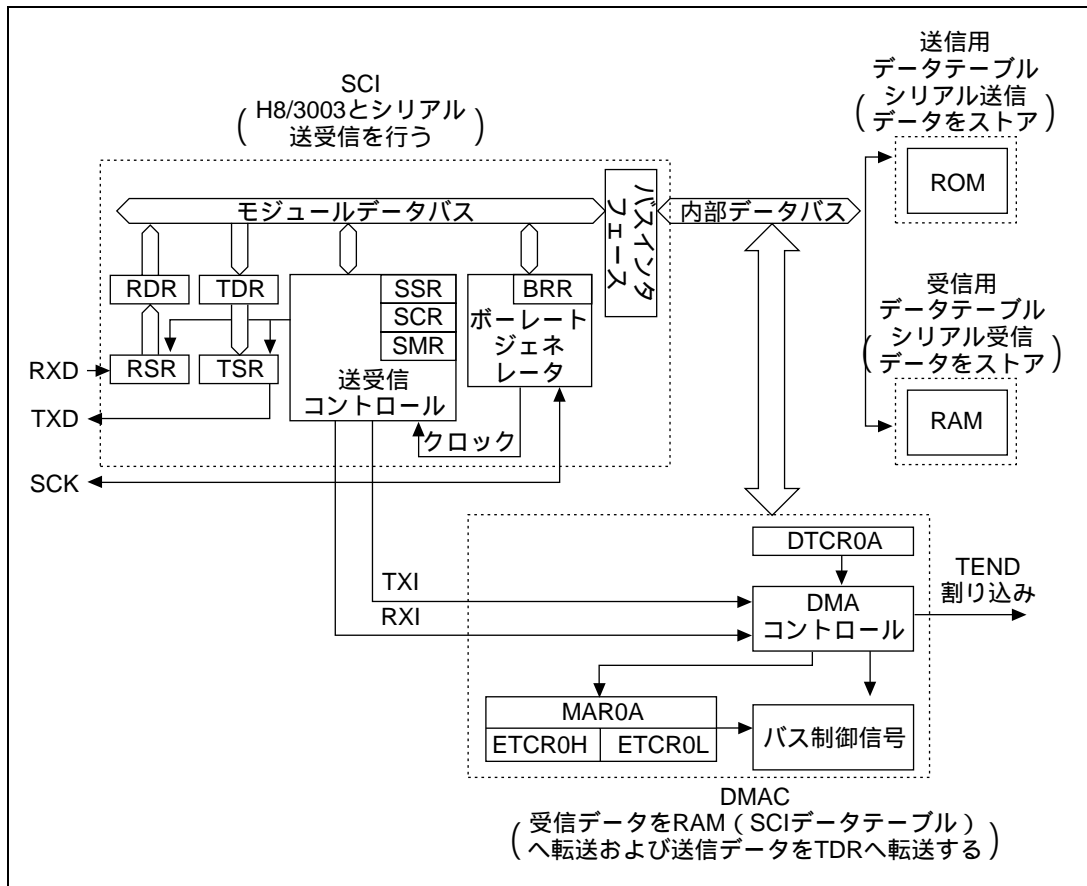 SCI
(H8/3003とシリアル
送受信を行う)
送信用
データテーブル
(シリアル送信
データをストア)
ROM
モジュールデータバス
バスインタ
フェース
内部データバス
RDR
TDR
SSR
SCR
SMR
送受信
コントロール
BRR
ボーレート
ジェネ
レータ
RSR
TSR
クロック
RXD
TXD
SCK
受信用
データテーブル
(シリアル受信
データをストア)
RAM
TXI
RXI
DTCR0A
DMA
コントロール
TEND
割り込み
MAR0A
ETCR0H
ETCR0L
バス制御信号
DMAC
(受信データをRAM(SCIデータテーブル)
へ転送および送信データをTDRへ転送する)